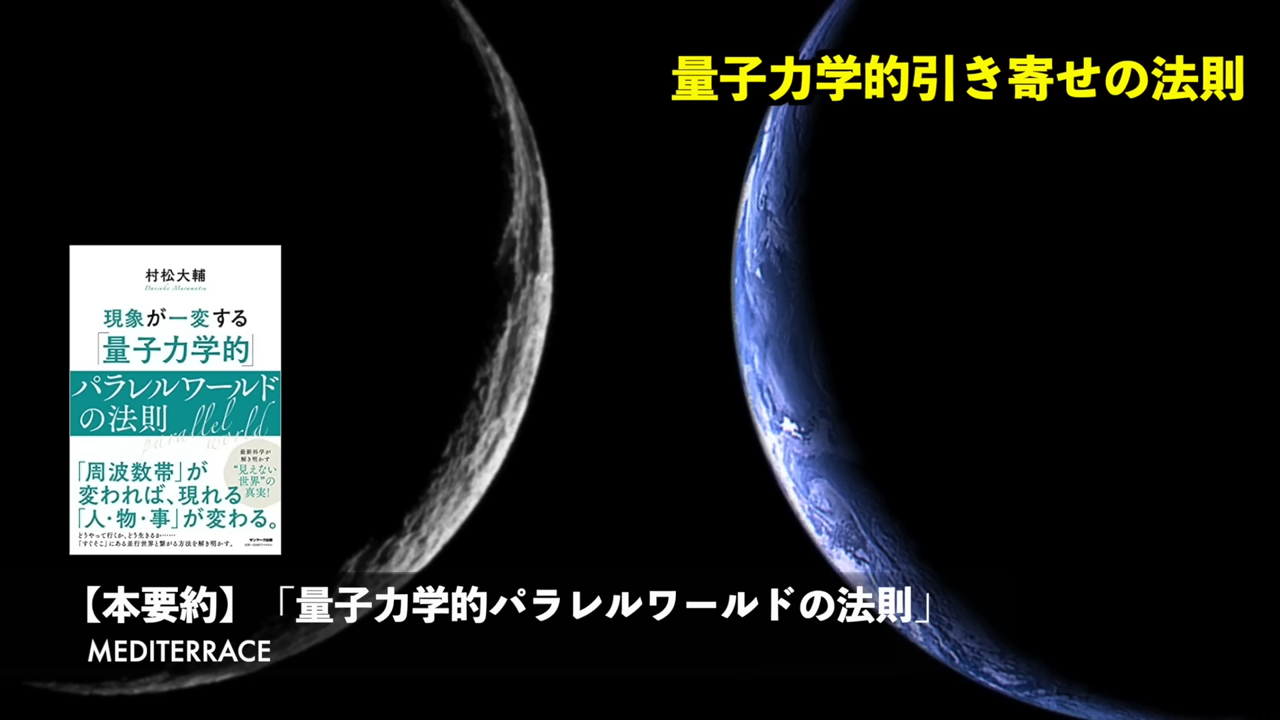 量子力学的引き寄せの法則
村松大輔
Daisuke Muramatsu
現象が一変する
「量子力学的」
パラレルワールド
の法則
parallel
world
最新科学が
解き明かす
“見えない
世界”の
真実!
「周波数帯」が
変われば、現れる
「人・物・事」が変わる。
どうやって行くか、どう生きるか……
「すぐそこ」にある並行世界と繋がる方法を解き明かす。
サンマーク出版
【本要約】「量子力学的パラレルワールドの法則」
MEDITERRACE